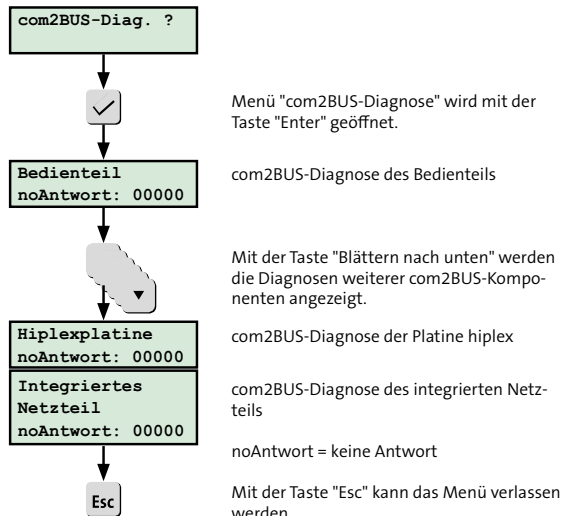 com2BUS-Diag. ?
Menü "com2BUS-Diagnose" wird mit der
Taste "Enter" geöffnet.
Bedienteil
noAntwort: 00000
com2BUS-Diagnose des Bedienteils
Mit der Taste "Blättern nach unten" werden
die Diagnosen weiterer com2BUS-Kompo-
nenten angezeigt.
Hiplexplatine
noAntwort: 00000
com2BUS-Diagnose der Platine hiplex
Integriertes
Netzteil
noAntwort: 00000
com2BUS-Diagnose des integrierten Netz-
teils
noAntwort = keine Antwort
Esc
Mit der Taste "Esc" kann das Menü verlassen
werden